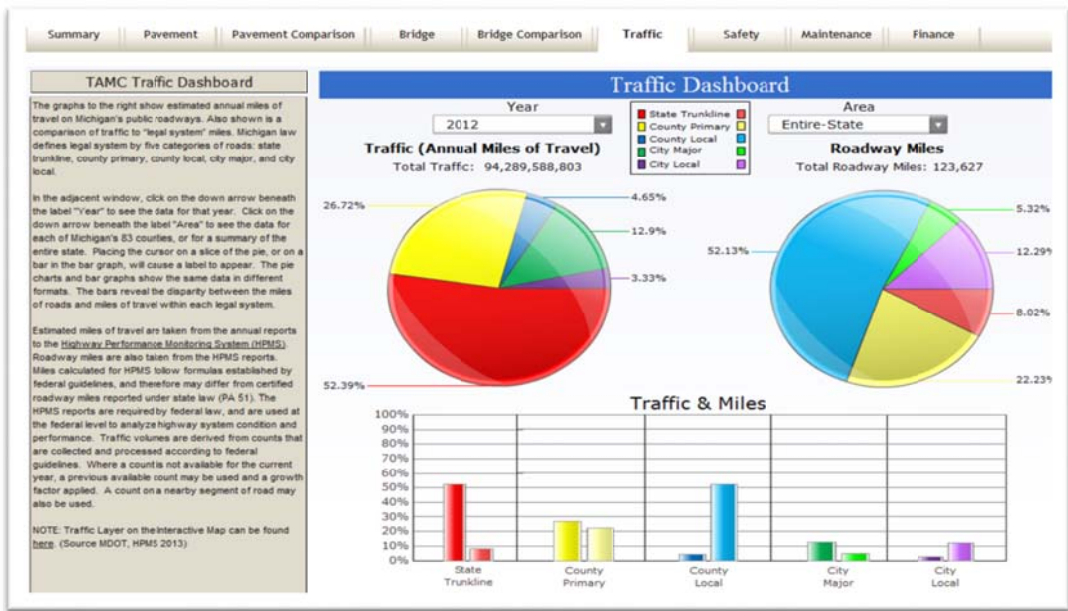 Summary
Pavement
Pavement Comparison
Bridge
Bridge Comparison
Traffic
Safety
Maintenance
Finance
TAMC Traffic Dashboard
The graphs to the right show estimated annual miles of
travel on Michigan's public roadways. Also shown is a
comparison of traffic to "legal system" miles. Michigan law
defines legal system by five categories of roads: state
trunkline, county primary, county local, city major, and city
local.
In the adjacent window, click on the down arrow beneath
the label "Year" to see the data for that year. Click on the
down arrow beneath the label "Area" to see the data for
each of Michigan's 83 counties, or for a summary of the
entire state. Placing the cursor on a slice of the pie, or on a
bar in the bar graph, will cause a label to appear. The pie
charts and bar graphs show the same data in different
formats. The bars reveal the disparity between the miles
of roads and miles of travel within each legal system.
Estimated miles of travel are taken from the annual reports
to the Highway Performance Monitoring System (HPMS).
Roadway miles are also taken from the HPMS reports.
Miles calculated for HPMS follow formulas established by
federal guidelines, and therefore may differ from certified
roadway miles reported under state law (PA 51). The
HPMS reports are required by federal law, and are used at
the federal level to analyze highway system condition and
performance. Traffic volumes are derived from counts that
are collected and processed according to federal
guidelines. Where a count is not available for the current
year, a previous available count may be used and a growth
factor applied. A count on a nearby segment of road may
also be used.
NOTE: Traffic Layer on the Interactive Map can be found
here. (Source MDOT, HPMS 2013)
Traffic Dashboard
Year
2012
State Trunkline
County Primary
County Local
City Major
City Local
Area
Entire-State
Traffic (Annual Miles of Travel)
Total Traffic: 94,289,588,803
26.72%
4.65%
12.9%
3.33%
52.39%
Roadway Miles
Total Roadway Miles: 123,627
52.13%
5.32%
12.29%
8.02%
22.23%
Traffic & Miles
100%
90%
80%
70%
60%
50%
40%
30%
20%
10%
0%
State
Trunkline
County
Primary
County
Local
City
Major
City
Local